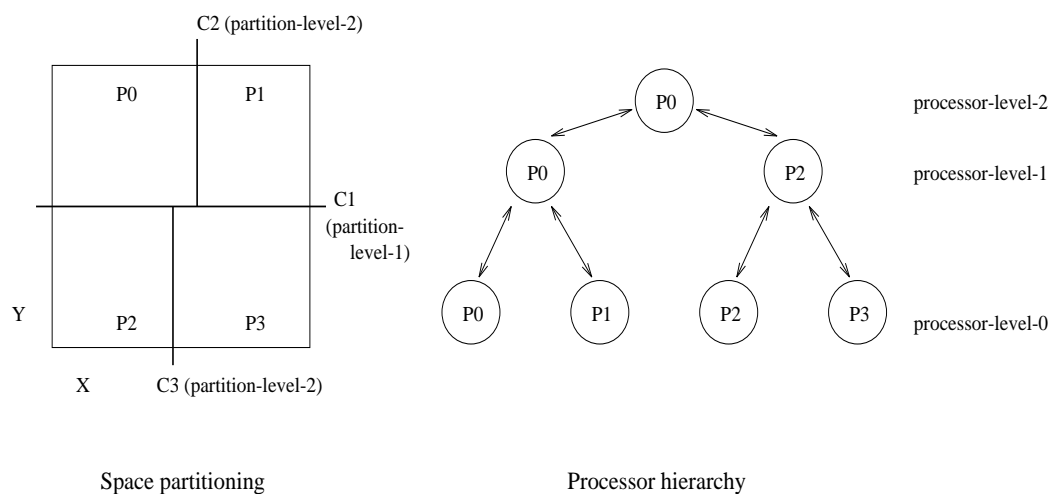 C2 (partition-level-2)
P0
P1
C1
(partition-
level-1)
Y
P2
P3
X
C3 (partition-level-2)
Space partitioning
P0
processor-level-2
P0
P2
processor-level-1
P0
P1
P2
P3
processor-level-0
Processor hierarchy